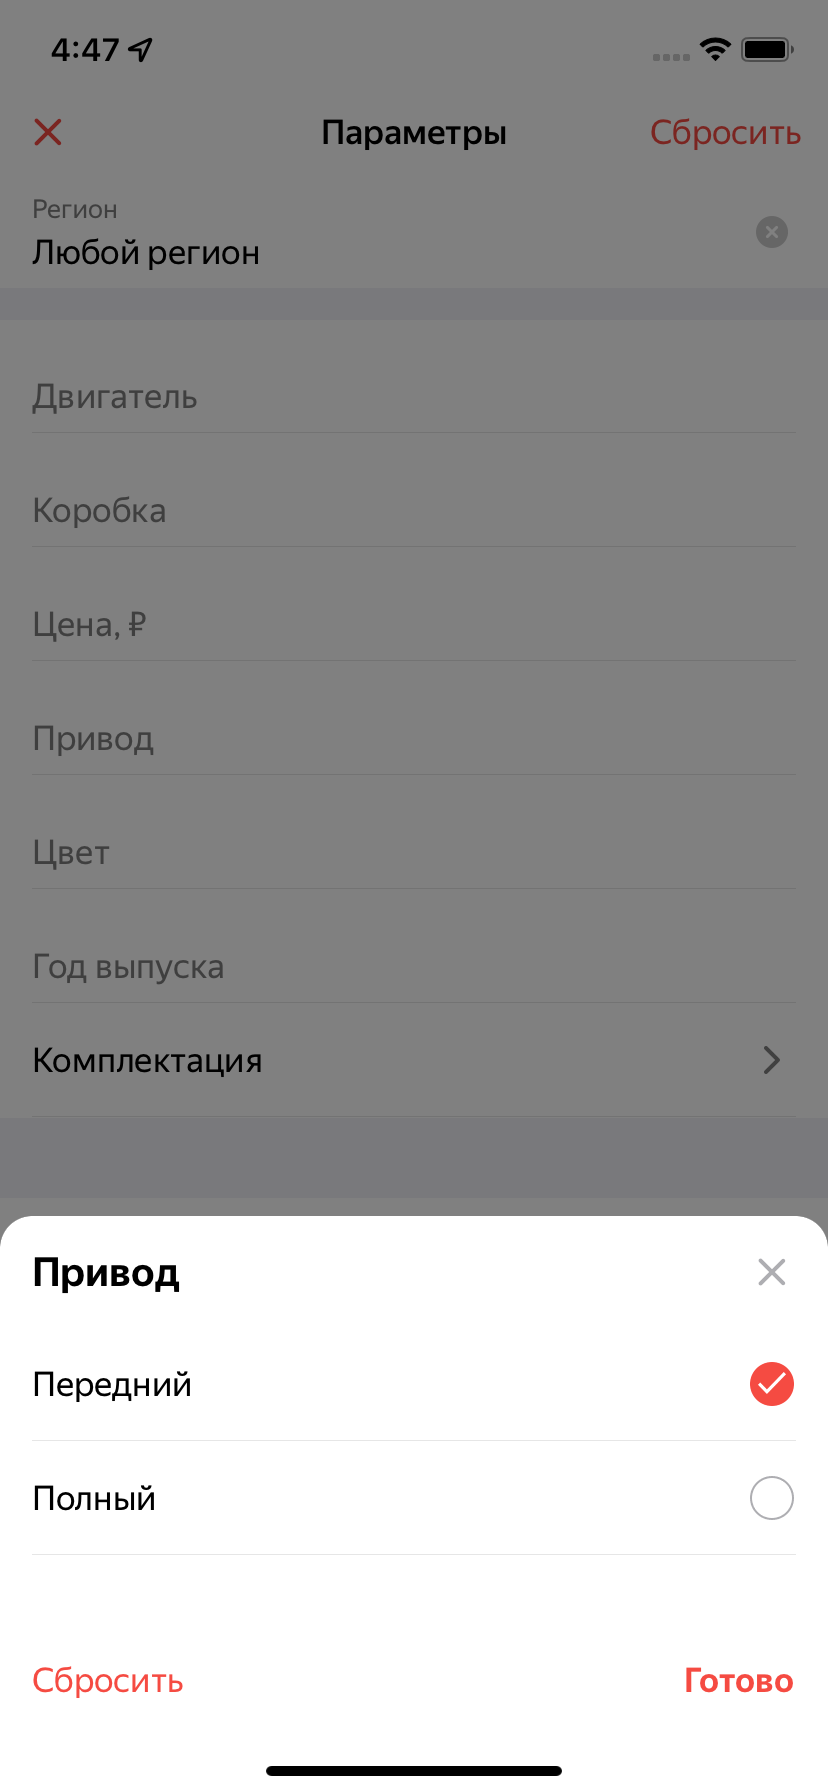 4:47
Параметры
Сбросить
Регион
Любой регион
Двигатель
Коробка
Цена, ₽
Привод
Цвет
Год выпуска
Комплектация
Привод
Передний
Полный
Сбросить
Готово